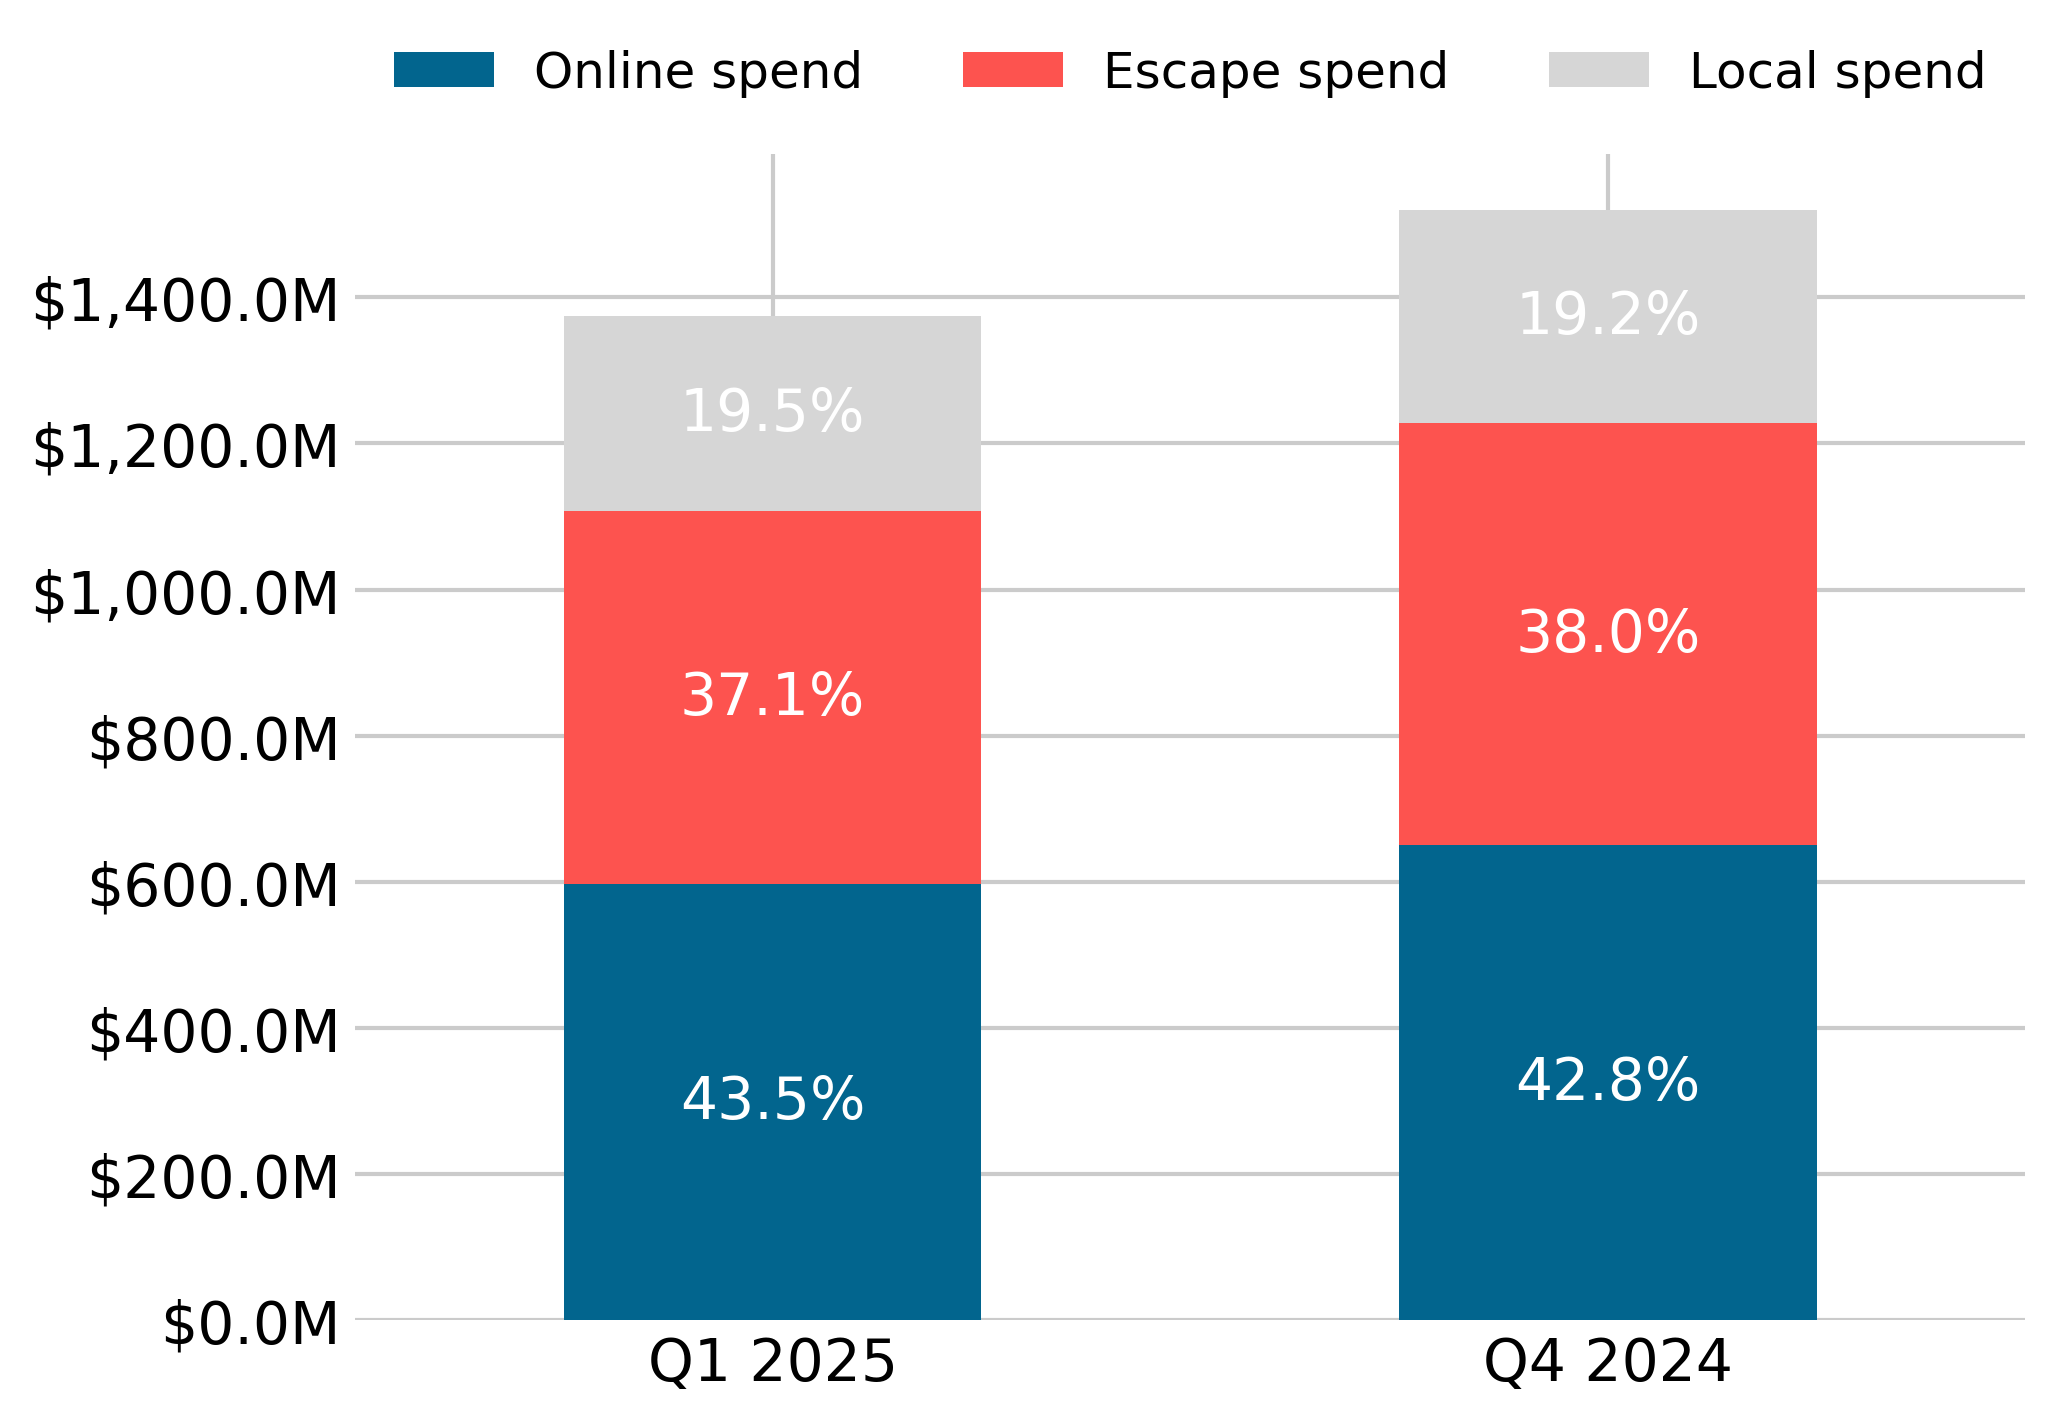 Online spend Escape spend Local spend
$1,400.0M
$1,200.0M
$1,000.0M
$800.0M
$600.0M
$400.0M
$200.0M
$0.0M
19.5%
37.1%
43.5%
19.2%
38.0%
42.8%
Q1 2025 Q4 2024